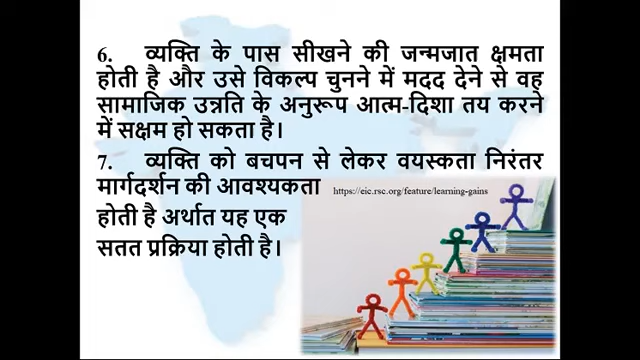 6. व्यक्ति के पास सीखने की जन्मजात क्षमता
होती है और उसे विकल्प चुनने में मदद देने से वह
सामाजिक उन्नति के अनुरूप आत्म-दिशा तय करने
में सक्षम हो सकता है।
7. व्यक्ति को बचपन से लेकर वयस्कता निरंतर
मार्गदर्शन की आवश्यकता
https://eic.rsc.org/feature/learning-gains
होती है अर्थात यह एक
सतत प्रक्रिया होती है।